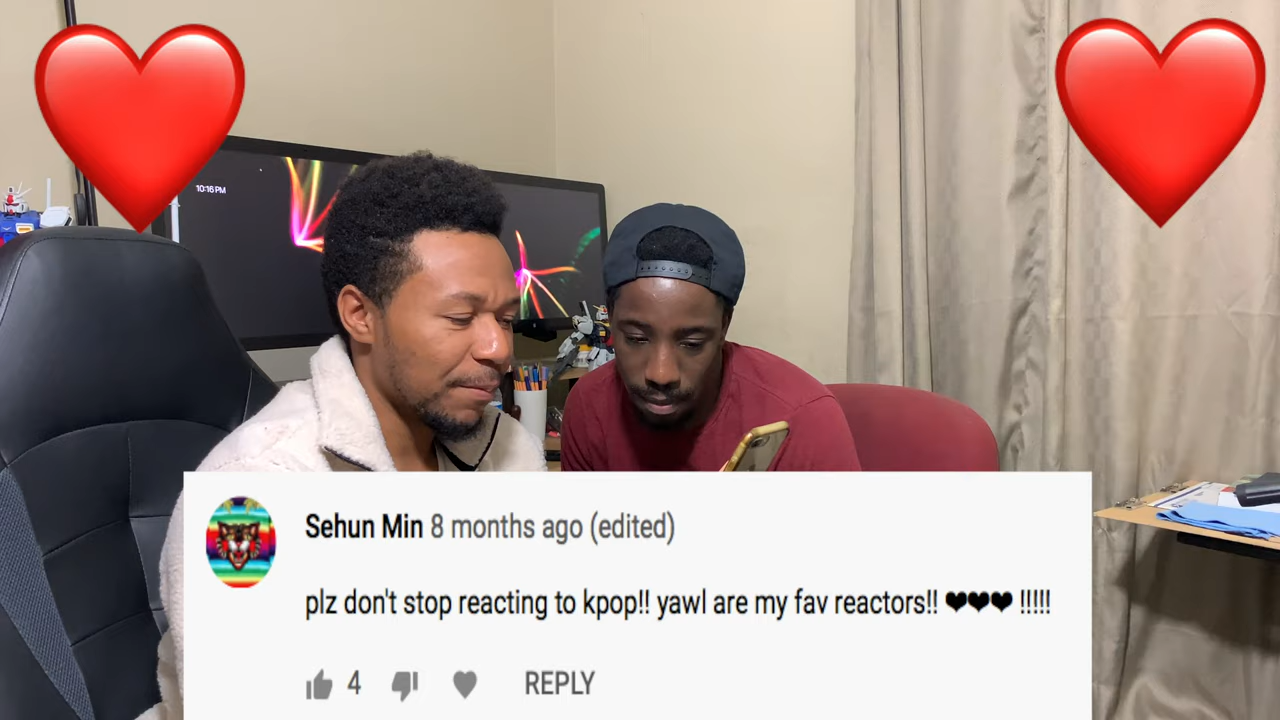 10:16 PM
Sehun Min 8 months ago (edited)
plz don't stop reacting to kpop!! yawl are my fav reactors!! ❤❤❤ !!!!!
4 REPLY